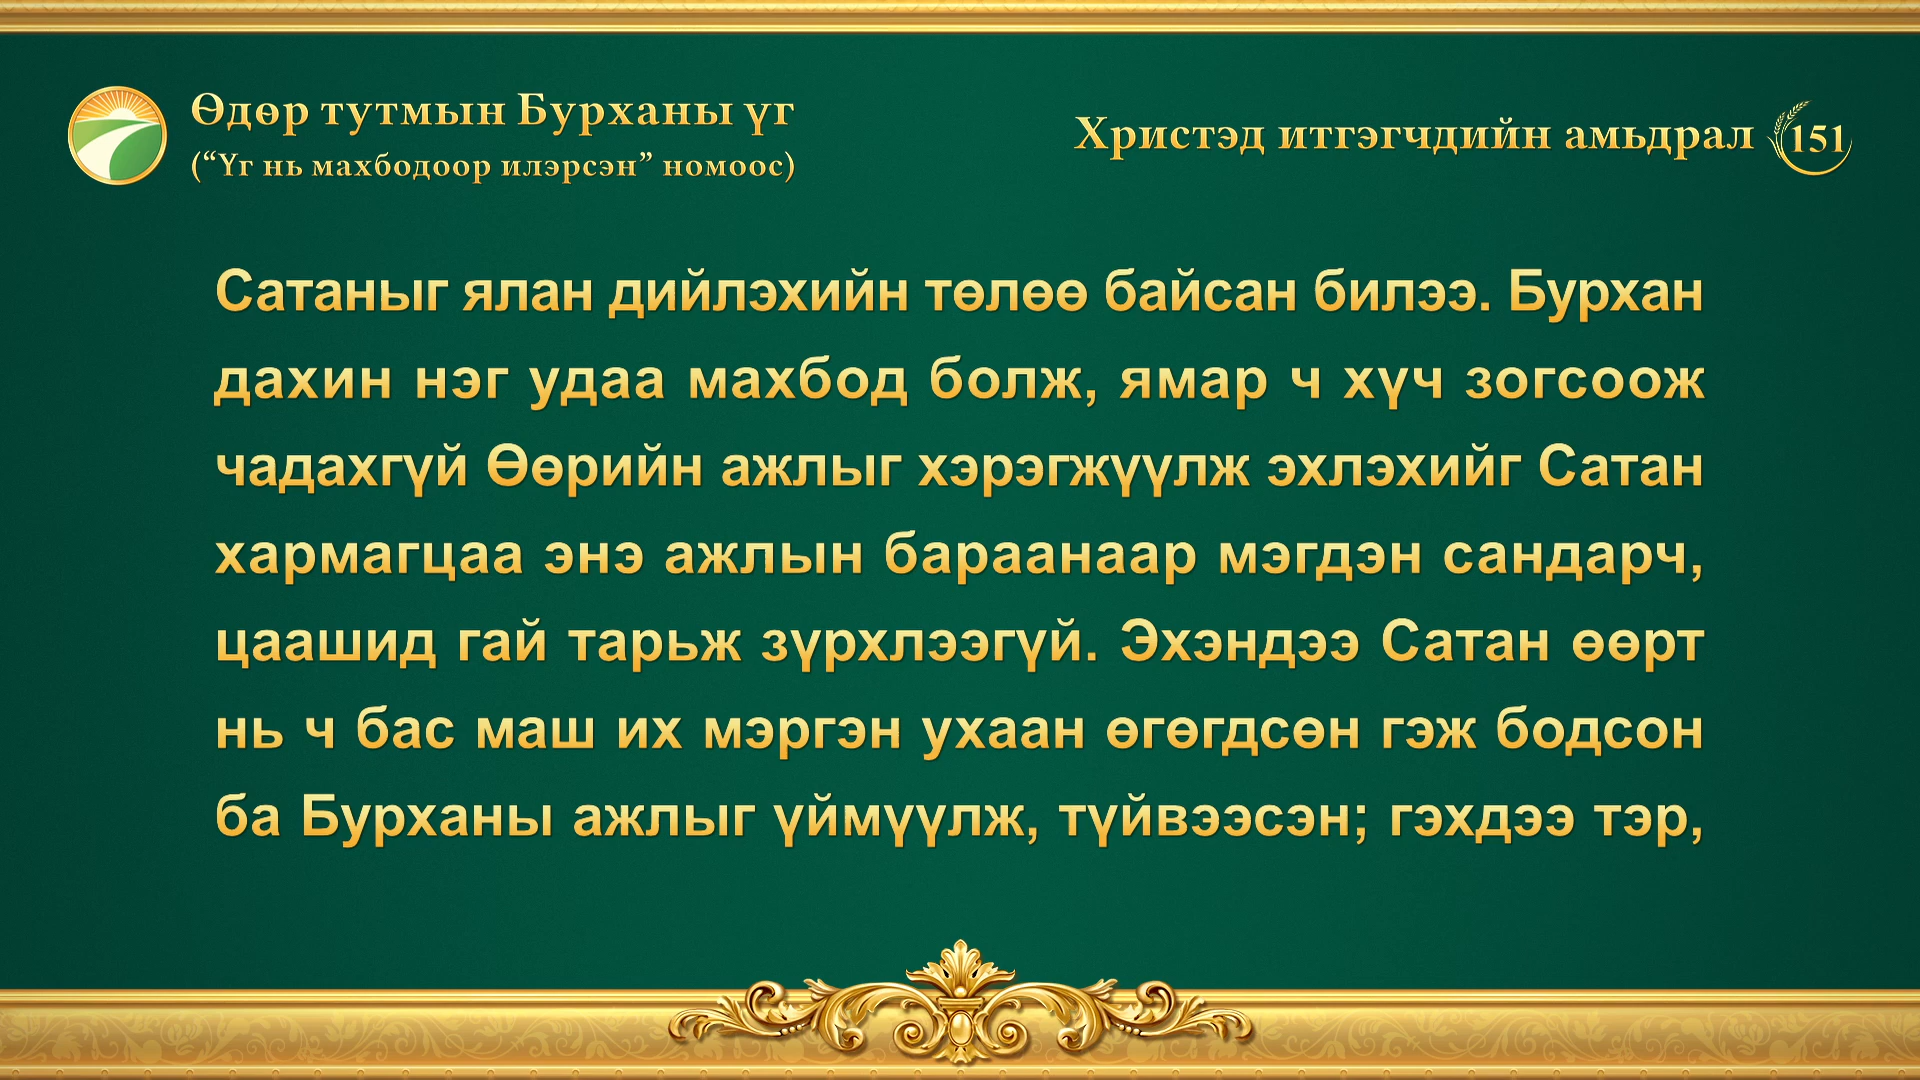 Өдөр тутмын Бурханы үг
(“Үг нь махбодоор илэрсэн” номоос)
Христэд итгэгчдийн амьдрал 151
Сатаныг ялан дийлэхийн төлөө байсан билээ. Бурхан
дахин нэг удаа махбод болж, ямар ч хүч зогсоож
чадахгүй Өөрийн ажлыг хэрэгжүүлж эхлэхийг Сатан
хармагцаа энэ ажлын бараанаар мэгдэн сандарч,
цаашид гай тарьж зүрхлээгүй. Эхэндээ Сатан өөрт
нь ч бас маш их мэргэн ухаан өгөгдсөн гэж бодсон
ба Бурханы ажлыг үймүүлж, түйвээсэн; гэхдээ тэр,